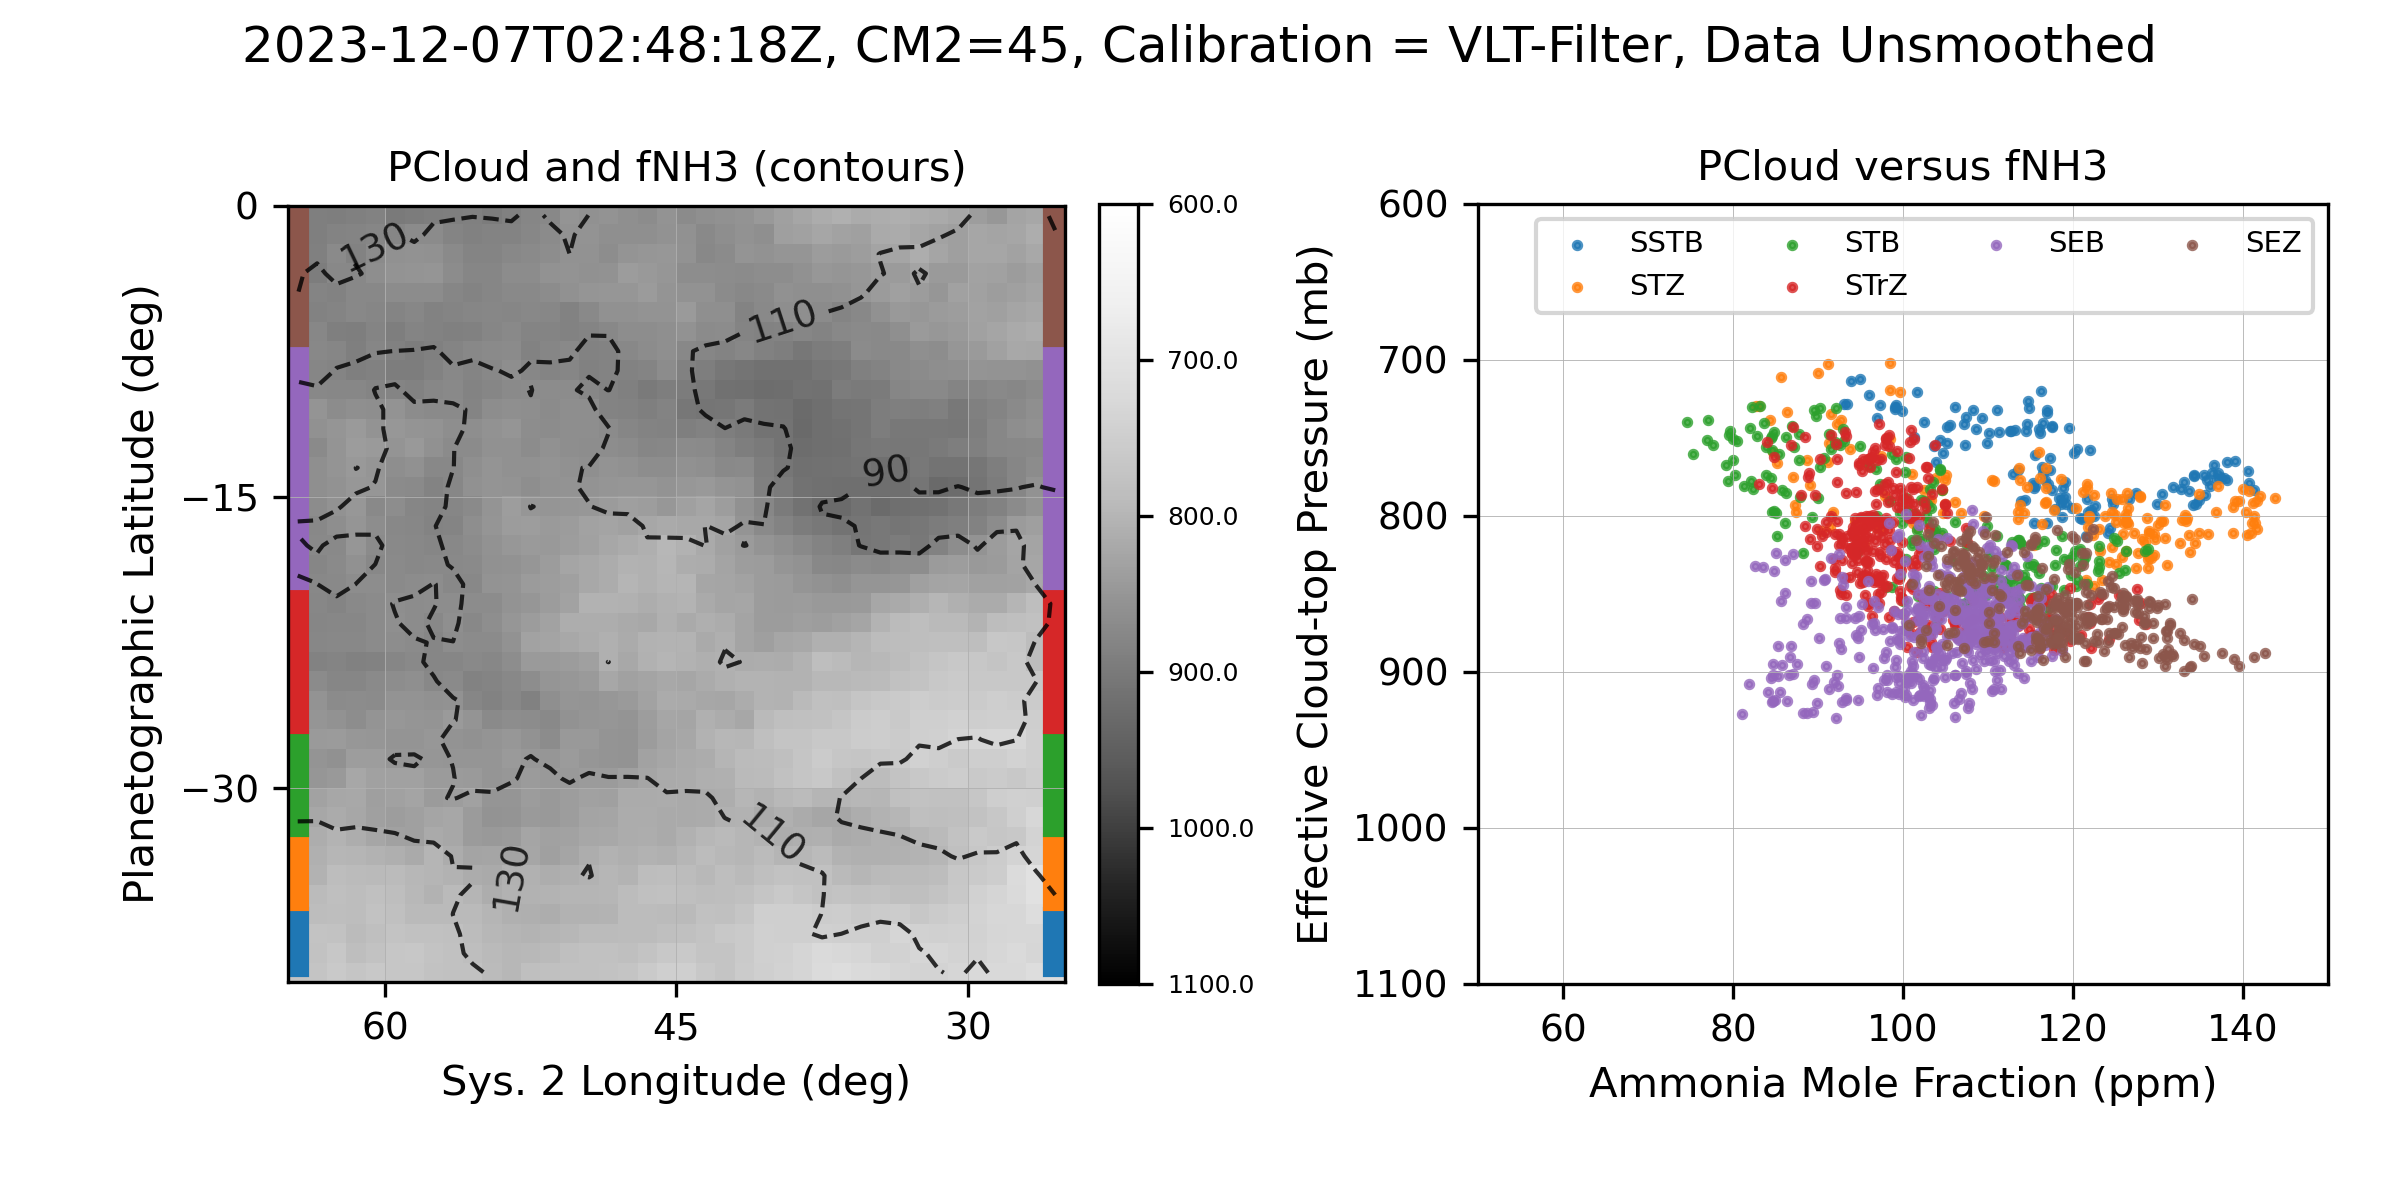 2023-12-07T02:48:18Z, CM2=45, Calibration = VLT-Filter, Data Unsmoothed
PCloud and fNH3 (contours)
Planetographic Latitude (deg)
0
−15
−30
130
110
90
110
130
60
45
30
Sys. 2 Longitude (deg)
600.0
700.0
800.0
900.0
1000.0
1100.0
PCloud versus fNH3
Effective Cloud-top Pressure (mb)
600
700
800
900
1000
1100
SSTB
STB
SEB
SEZ
STZ
STrZ
60
80
100
120
140
Ammonia Mole Fraction (ppm)